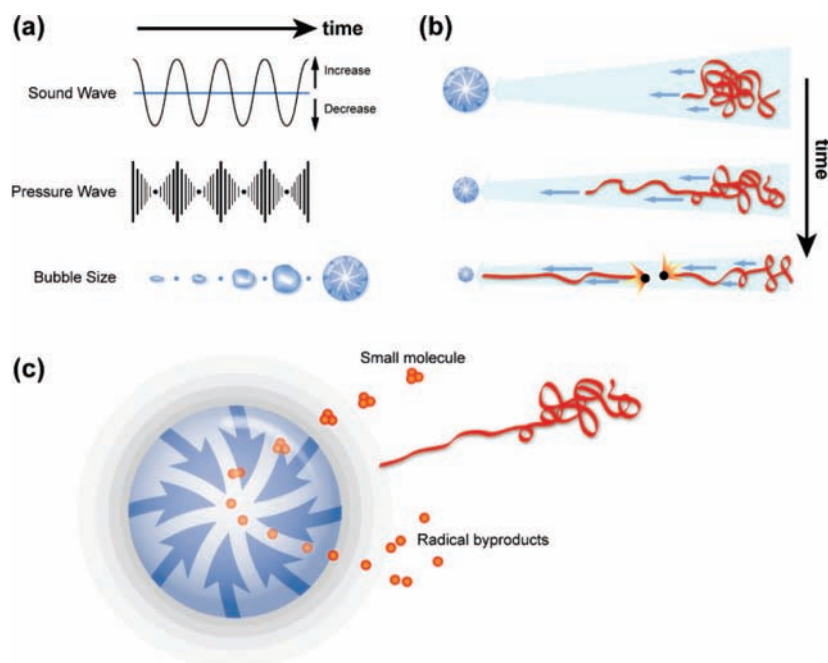 (a)
time
Sound Wave
Increase
Decrease
Pressure Wave
Bubble Size
(b)
time
(c)
Small molecule
Radical byproducts